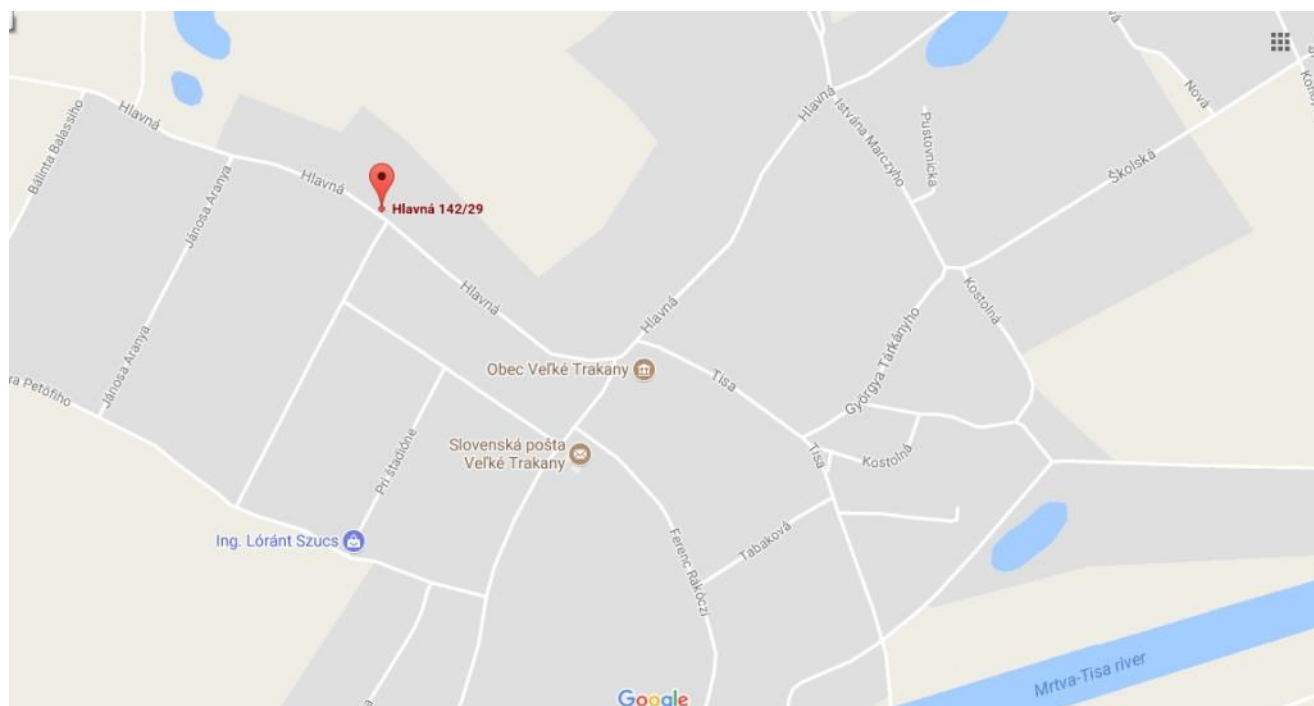 Hlavná
Bálinta Balassiho
Hlavná
Jánosa Aranya
Hlavná 142/29
Hlavná
Istvána Marczyho
Nová
Pustovnicka
Školská
Hlavná
Hlavná
Kostolná
Jánosa Aranya
ra Petőfiho
Obec Veľké Trakany
Tisa
Györgya Tárkányho
Pri štadióne
Slovenská pošta
Veľké Trakany
Tisa
Kostolná
Ing. Lóránt Szucs
Ferenc Rákóczi
Tabaková
Mrtva-Tisa river
Google